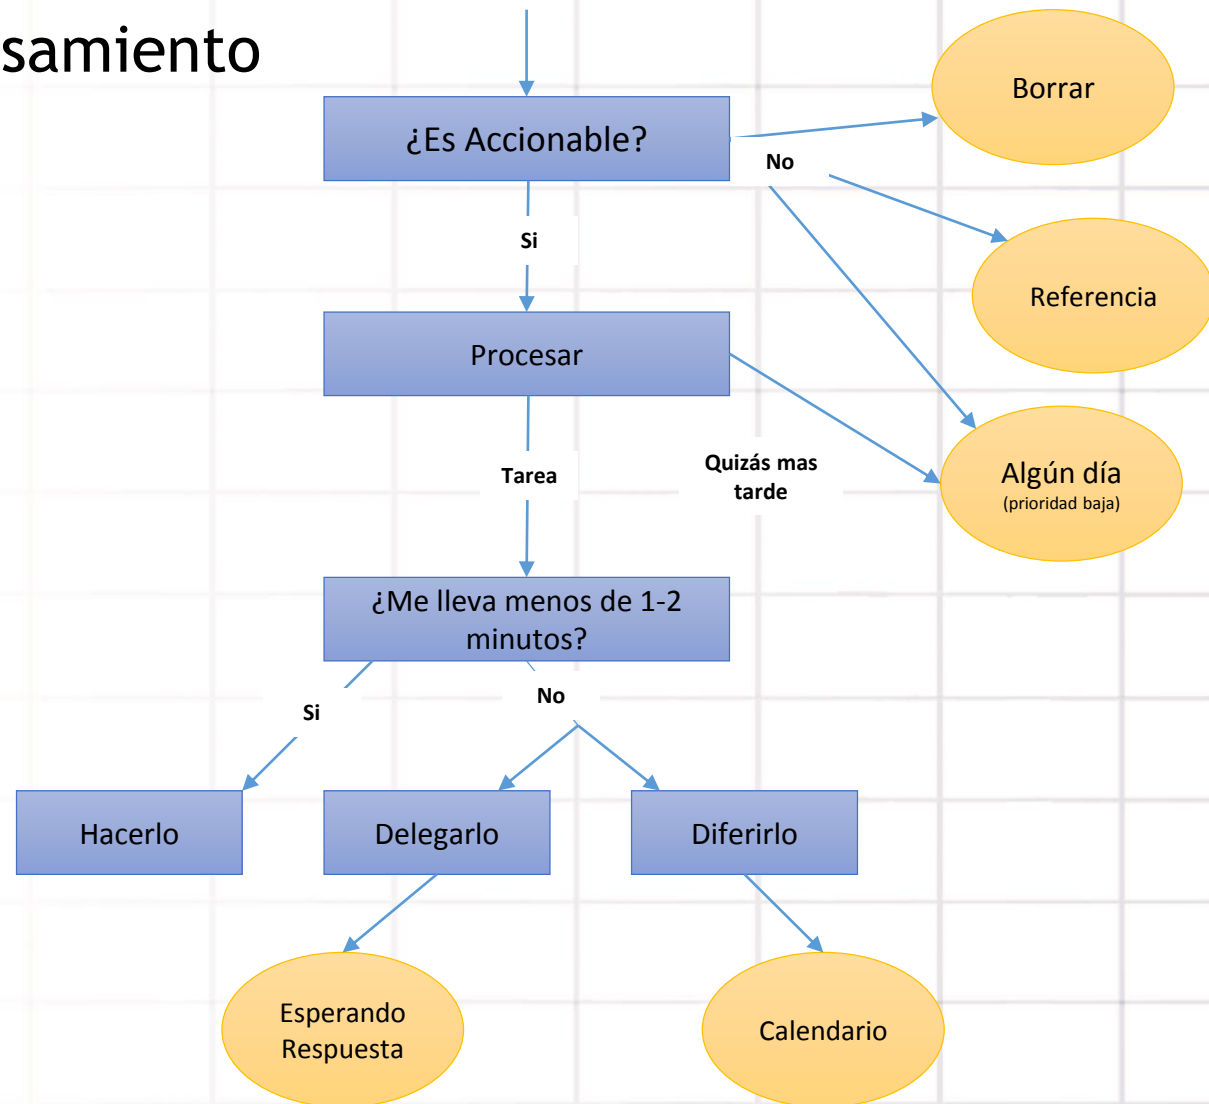 samiento
Borrar
¿Es Accionable?
No
Si
Referencia
Procesar
Quizás mas
tarde
Tarea
Algún día
(prioridad baja)
¿Me lleva menos de 1-2
minutos?
Si
No
Hacerlo
Delegarlo
Diferirlo
Esperando
Respuesta
Calendario